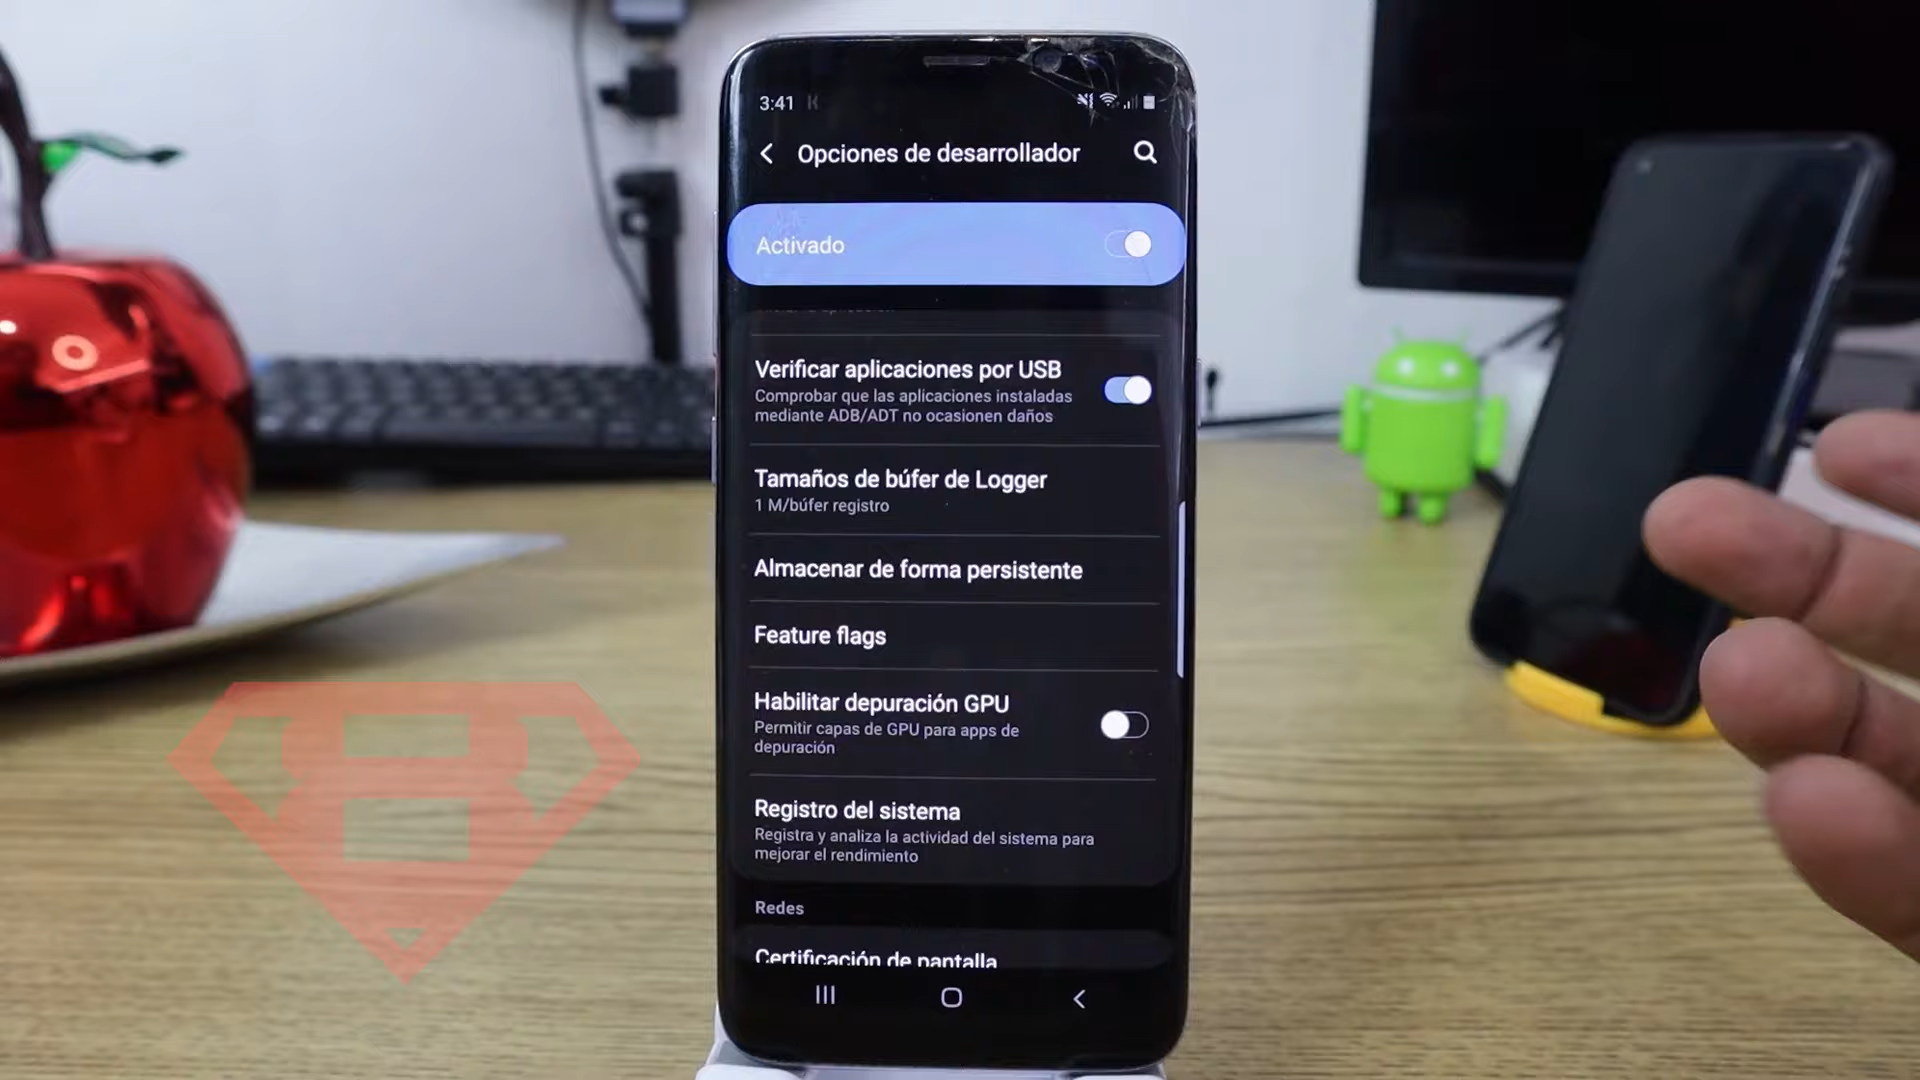 3:41
Opciones de desarrollador
Activado
Verificar aplicaciones por USB
Comprobar que las aplicaciones instaladas
mediante ADB/ADT no ocasionen daños
Tamaños de búfer de Logger
1 M/búfer registro
Almacenar de forma persistente
Feature flags
Habilitar depuración GPU
Permitir capas de GPU para apps de
depuración
Registro del sistema
Registra y analiza la actividad del sistema para
mejorar el rendimiento
Redes
Certificación de pantalla